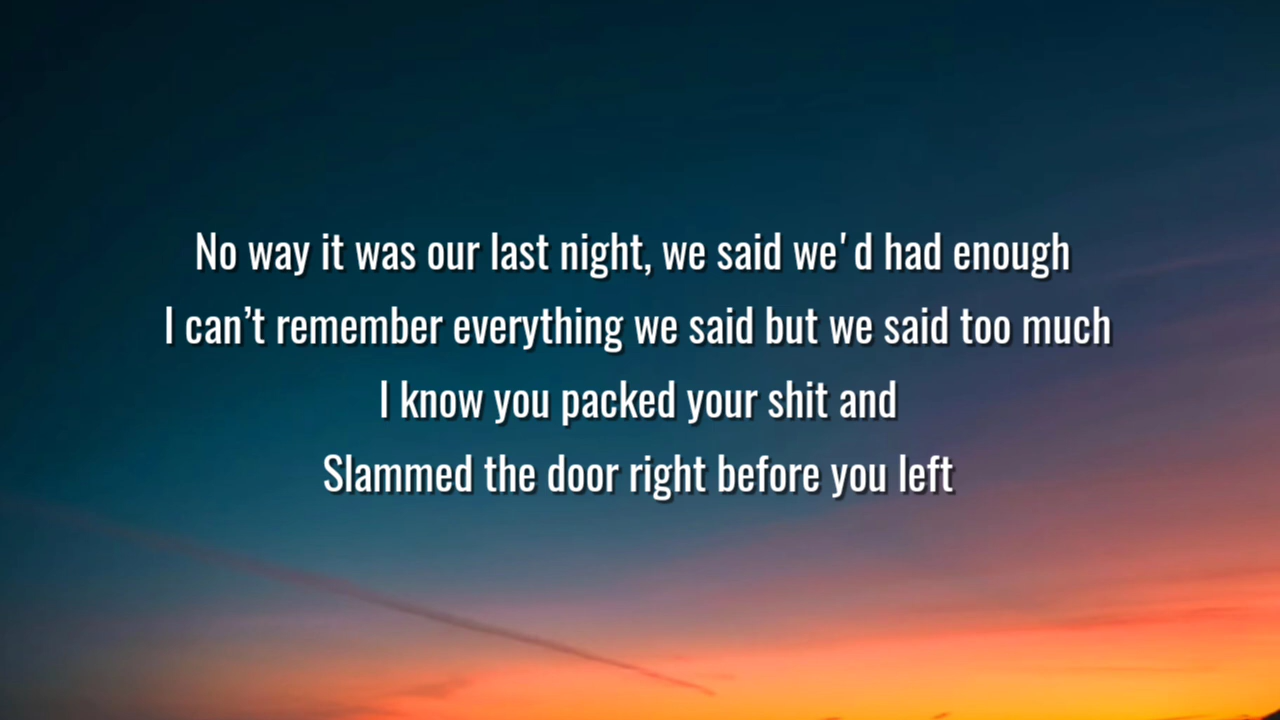 No way it was our last night, we said we'd had enough
I can’t remember everything we said but we said too much
I know you packed your shit and
Slammed the door right before you left